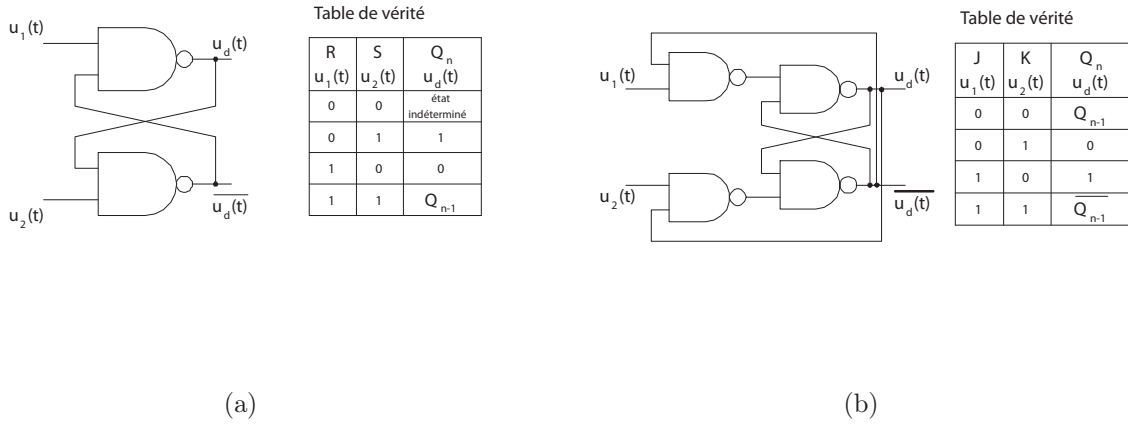 Table de vérité
u1(t)
ud(t)
R S Qn
u1(t) u2(t) ud(t)
0 0 état indéterminé
0 1 1
1 0 0
1 1 Qn-1
u2(t)
ud(t)
(a)
Table de vérité
u1(t)
ud(t)
J K Qn
u1(t) u2(t) ud(t)
0 0 Qn-1
0 1 0
1 0 1
1 1 Qn-1
u2(t)
ud(t)
(b)